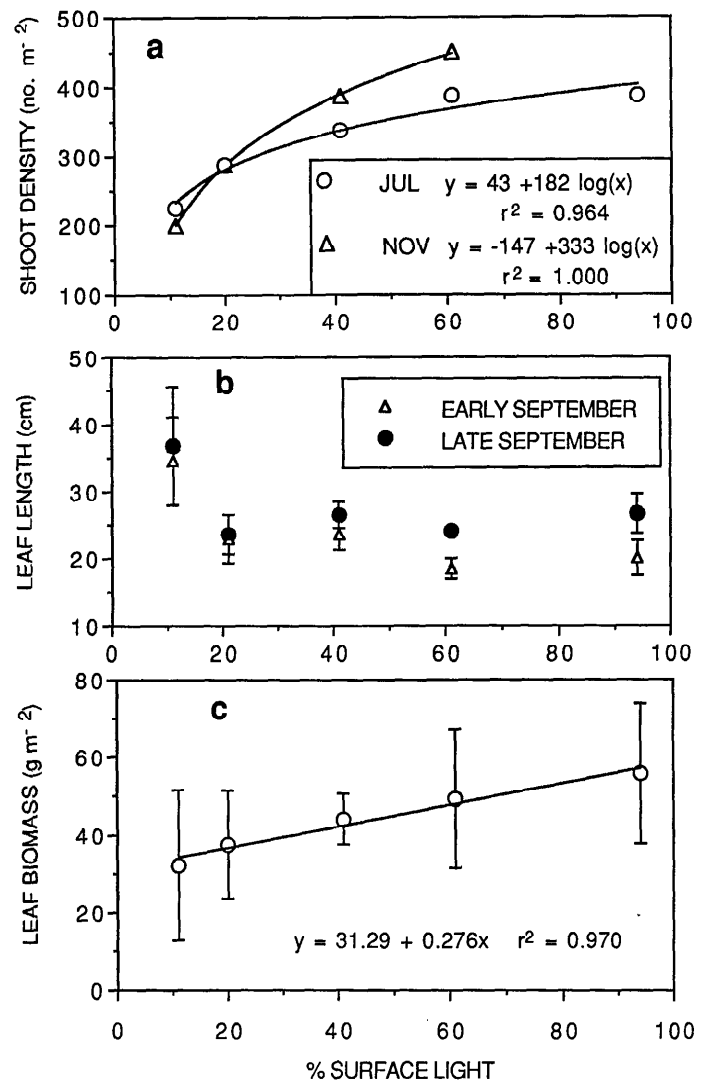 a
500
400
300
200
100
SHOOT DENSITY (no. m⁻²)
JUL y = 43 +182 log(x)
r² = 0.964
NOV y = -147 +333 log(x)
r² = 1.000
0 20 40 60 80 100
b
50
40
30
20
10
LEAF LENGTH (cm)
EARLY SEPTEMBER
LATE SEPTEMBER
0 20 40 60 80 100
c
80
60
40
20
0
LEAF BIOMASS (g m⁻²)
y = 31.29 + 0.276x r² = 0.970
0 20 40 60 80 100
% SURFACE LIGHT